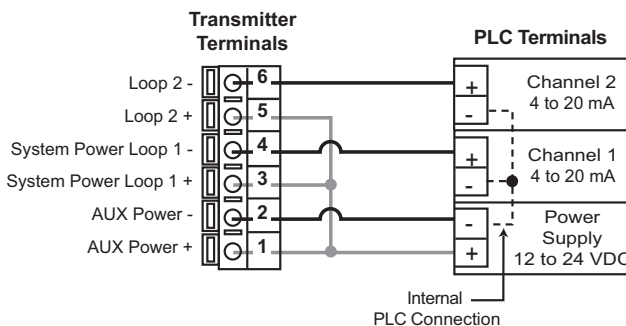 Transmitter
Terminals
PLC Terminals
Loop 2 -
6
+
Channel 2
4 to 20 mA
Loop 2 +
5
-
System Power Loop 1 -
4
+
Channel 1
4 to 20 mA
System Power Loop 1 +
3
-
AUX Power -
2
-
Power
Supply
12 to 24 VDC
AUX Power +
1
+
Internal
PLC Connection